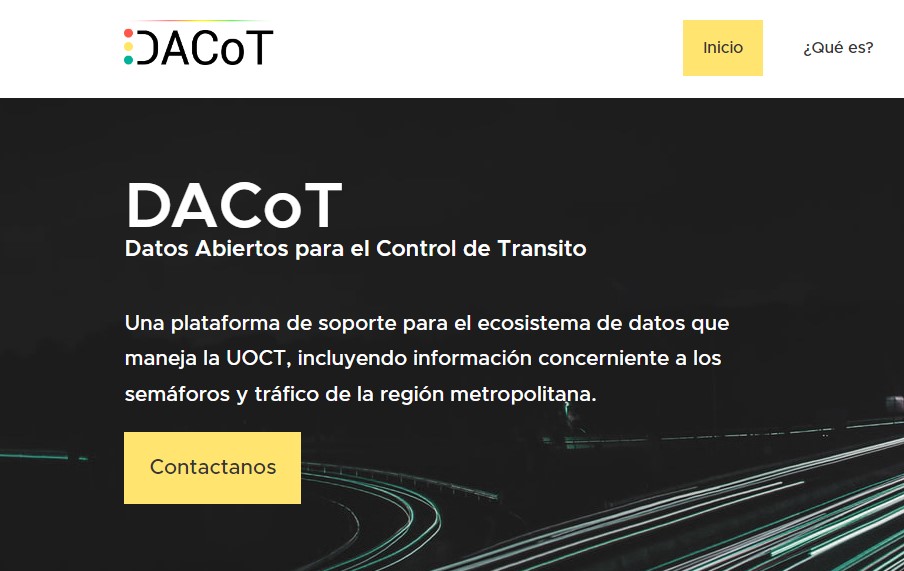 DACoT
Inicio
¿Qué es?
DACoT
Datos Abiertos para el Control de Transito
Una plataforma de soporte para el ecosistema de datos que
maneja la UOCT, incluyendo información concerniente a los
semáforos y tráfico de la región metropolitana.
Contactanos